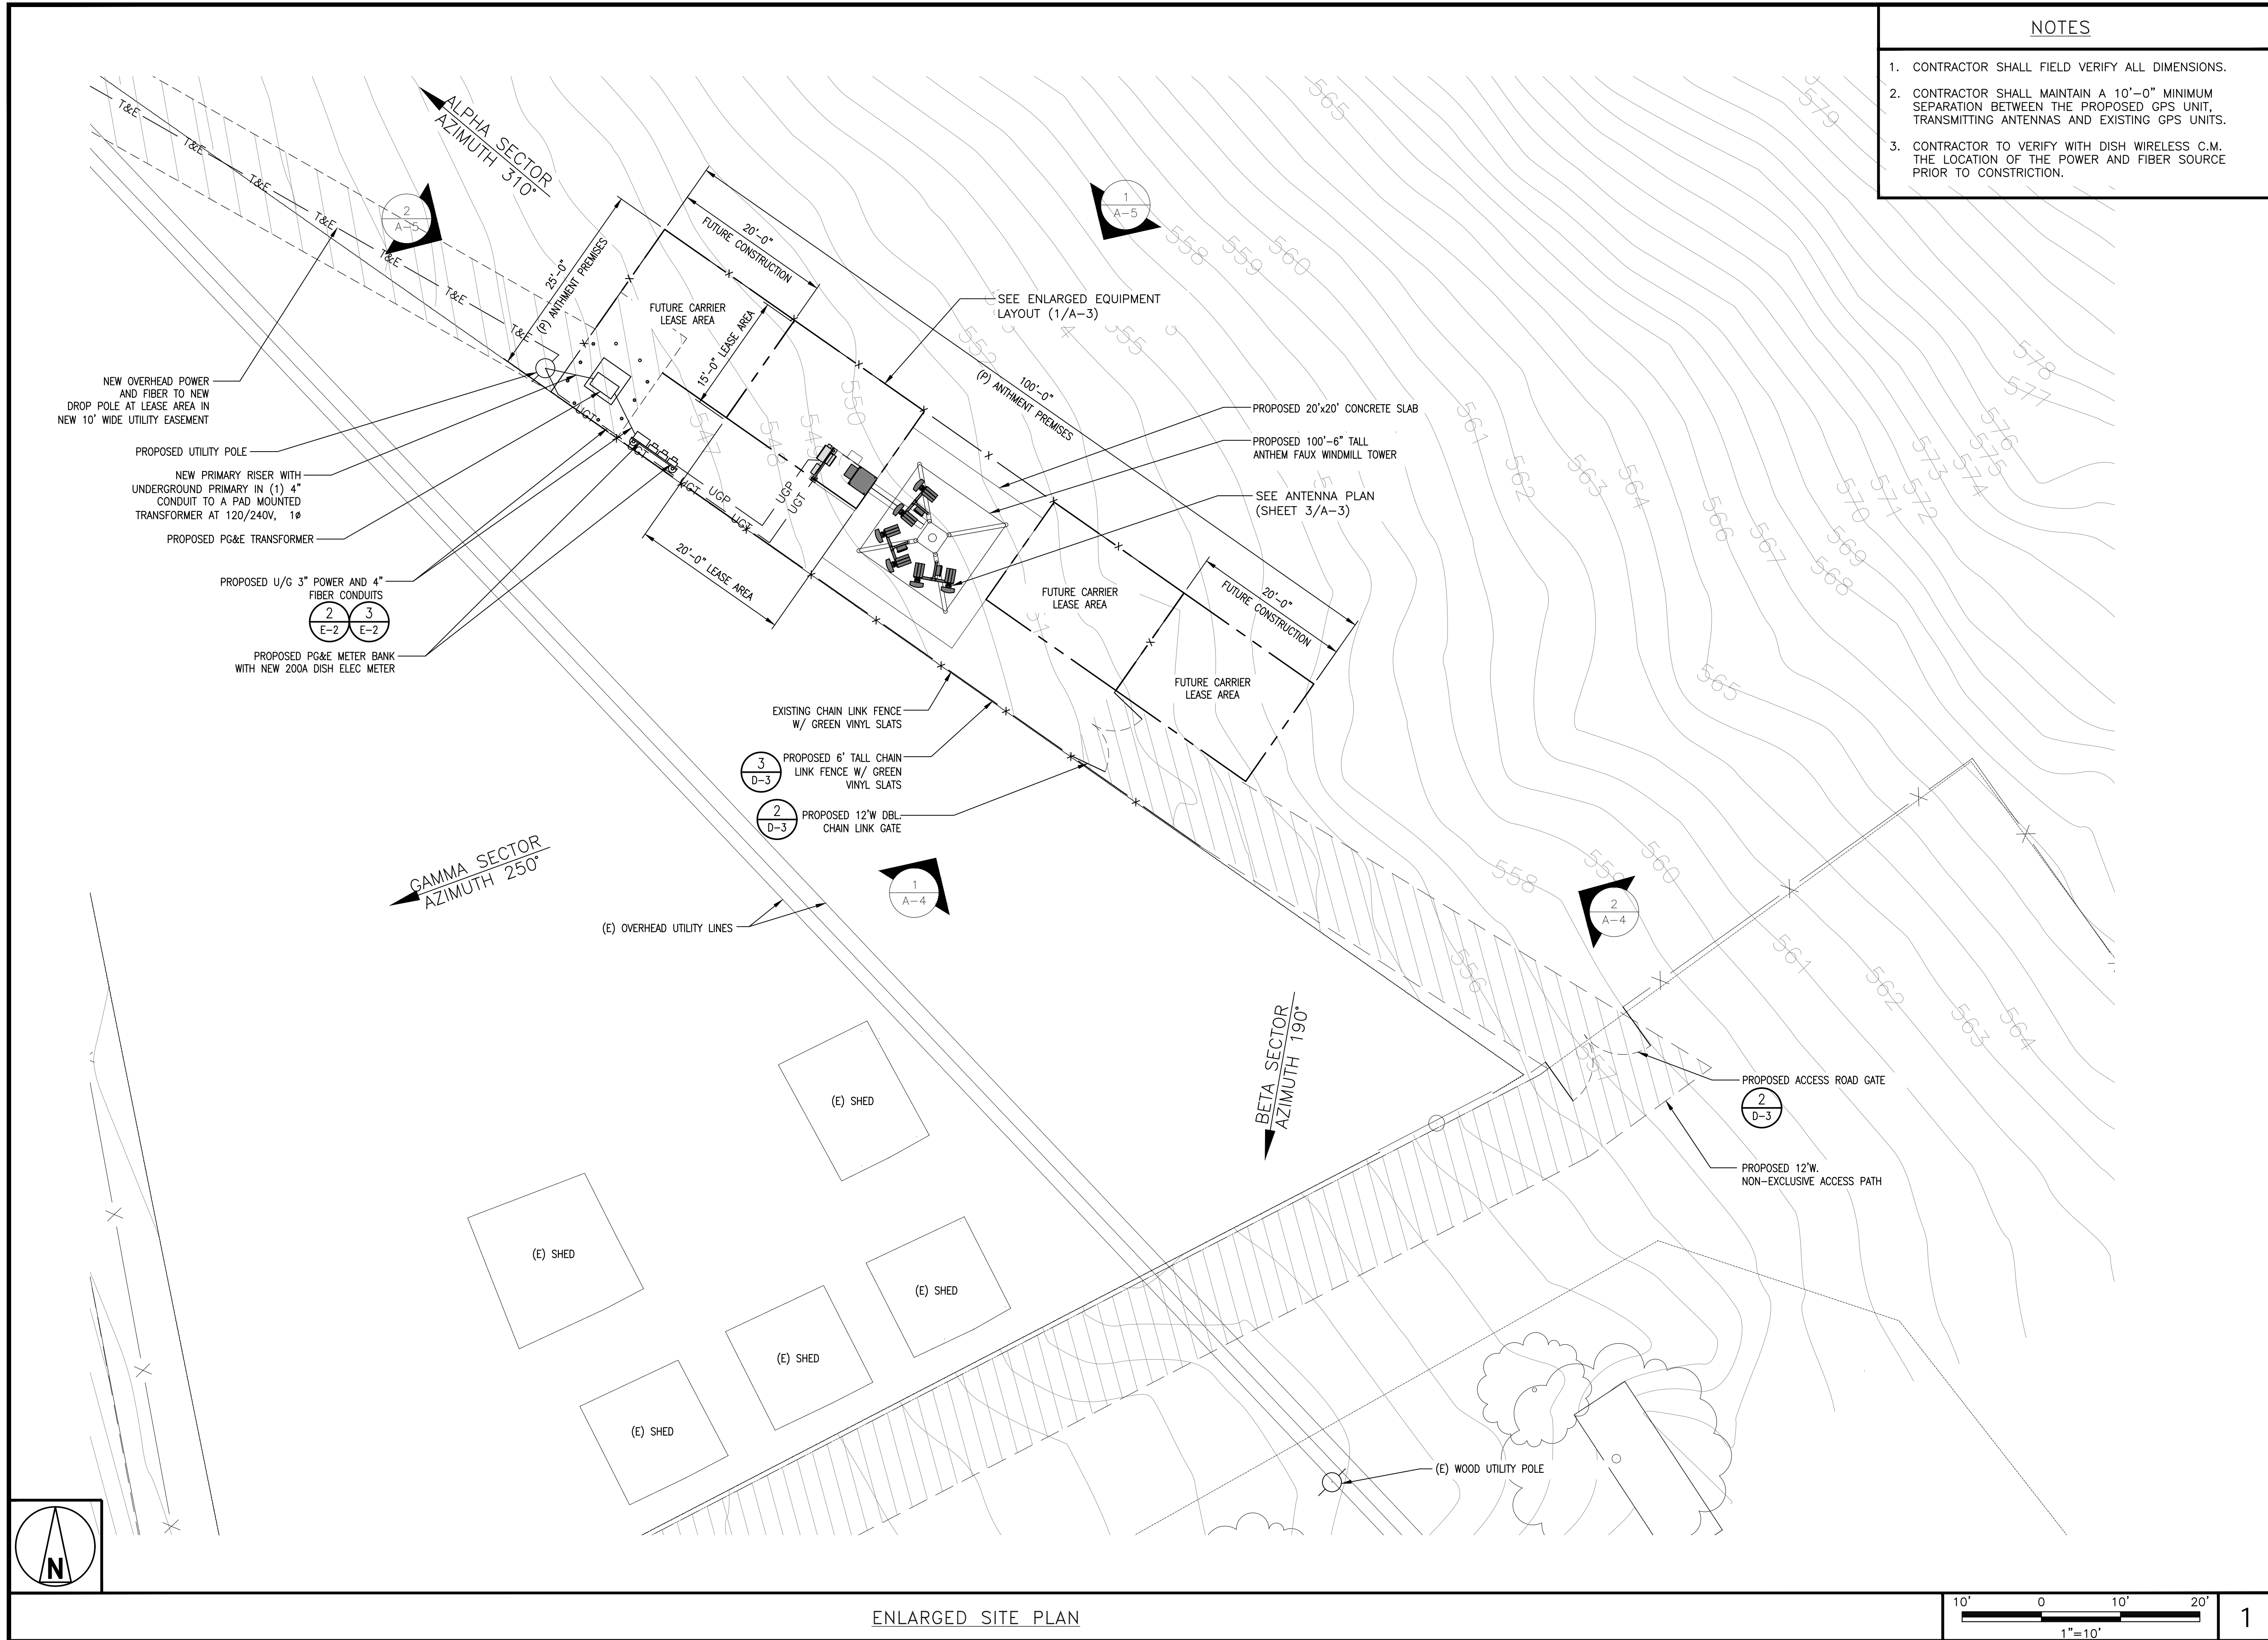 NOTES
1. CONTRACTOR SHALL FIELD VERIFY ALL DIMENSIONS.
2. CONTRACTOR SHALL MAINTAIN A 10'-0" MINIMUM
SEPARATION BETWEEN THE PROPOSED GPS UNIT,
TRANSMITTING ANTENNAS AND EXISTING GPS UNITS.
3. CONTRACTOR TO VERIFY WITH DISH WIRELESS C.M.
THE LOCATION OF THE POWER AND FIBER SOURCE
PRIOR TO CONSTRICTION.
ALPHA SECTOR
AZIMUTH 310°
T&E
T&E
T&E
T&E
T&E
T&E
T&E
2
A-5
1
A-5
565
579
558
559
560
25'-0"
(P) ANTHMENT PREMISES
20'-0"
FUTURE CONSTRUCTION
FUTURE CARRIER
LEASE AREA
15'-0" LEASE AREA
SEE ENLARGED EQUIPMENT
LAYOUT (1/A-3)
100'-0"
(P) ANTHMENT PREMISES
552
55
550
548
547
NEW OVERHEAD POWER
AND FIBER TO NEW
DROP POLE AT LEASE AREA IN
NEW 10' WIDE UTILITY EASEMENT
PROPOSED UTILITY POLE
NEW PRIMARY RISER WITH
UNDERGROUND PRIMARY IN (1) 4"
CONDUIT TO A PAD MOUNTED
TRANSFORMER AT 120/240V, 1ø
PROPOSED PG&E TRANSFORMER
PROPOSED U/G 3" POWER AND 4"
FIBER CONDUITS
2
E-2
3
E-2
PROPOSED PG&E METER BANK
WITH NEW 200A DISH ELEC METER
UGT
UGT
UGT
UGP
UGT
UGP
UGT
20'-0" LEASE AREA
PROPOSED 20'x20' CONCRETE SLAB
PROPOSED 100'-6" TALL
ANTHEM FAUX WINDMILL TOWER
SEE ANTENNA PLAN
(SHEET 3/A-3)
FUTURE CARRIER
LEASE AREA
20'-0"
FUTURE CONSTRUCTION
FUTURE CARRIER
LEASE AREA
578
577
576
575
574
573
572
571
570
569
568
567
566
564
563
562
561
568
565
EXISTING CHAIN LINK FENCE
W/ GREEN VINYL SLATS
3
D-3
PROPOSED 6' TALL CHAIN
LINK FENCE W/ GREEN
VINYL SLATS
2
D-3
PROPOSED 12'W DBL.
CHAIN LINK GATE
GAMMA SECTOR
AZIMUTH 250°
1
A-4
(E) OVERHEAD UTILITY LINES
558
559
560
2
A-4
556
557
561
562
563
564
BETA SECTOR
AZIMUTH 190°
PROPOSED ACCESS ROAD GATE
2
D-3
PROPOSED 12'W.
NON-EXCLUSIVE ACCESS PATH
(E) SHED
(E) SHED
(E) SHED
(E) SHED
(E) SHED
(E) WOOD UTILITY POLE
N
ENLARGED SITE PLAN
10' 0 10' 20'
1"=10'
1